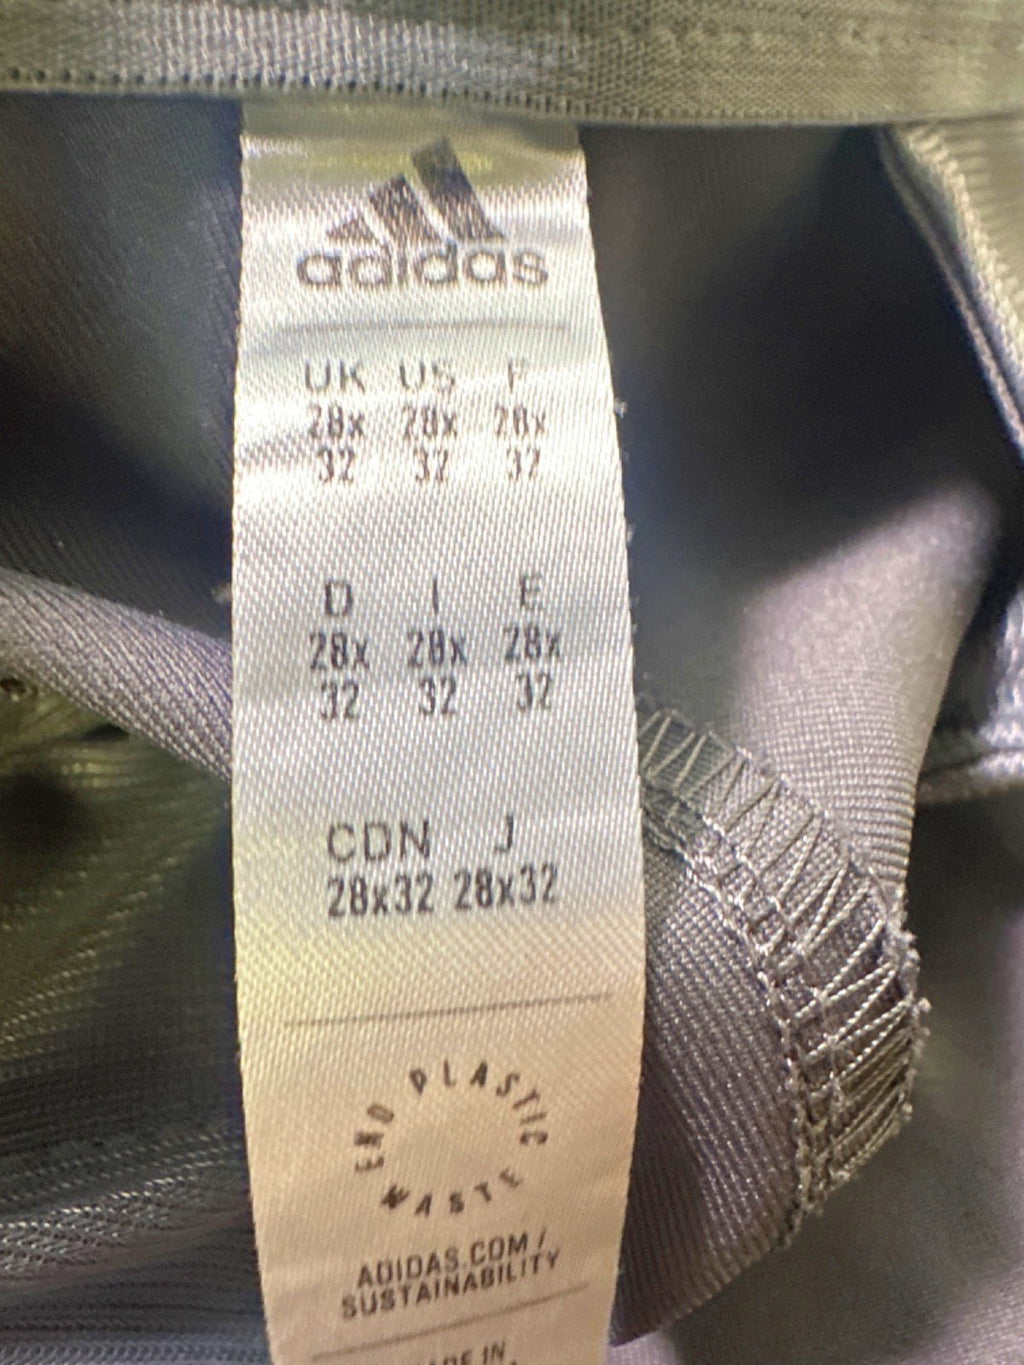 adidas
UK US F
28x 28x 28x
32 32 32
D I E
28x 28x 28x
32 32 32
CDN J
28x32 28x32
END PLASTIC WASTE
ADIDAS.COM/
SUSTAINABILITY
IN